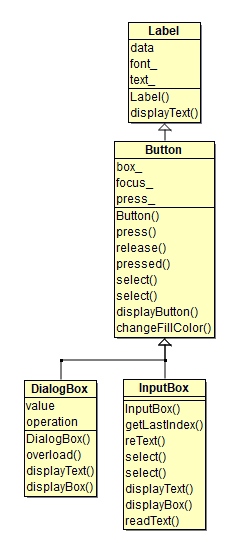 Label
data
font_
text_
Label()
displayText()
Button
box_
focus_
press_
Button()
press()
release()
pressed()
select()
select()
displayButton()
changeFillColor()
DialogBox
value
operation
DialogBox()
overload()
displayText()
displayBox()
InputBox
InputBox()
getLastIndex()
reText()
select()
select()
displayText()
displayBox()
readText()